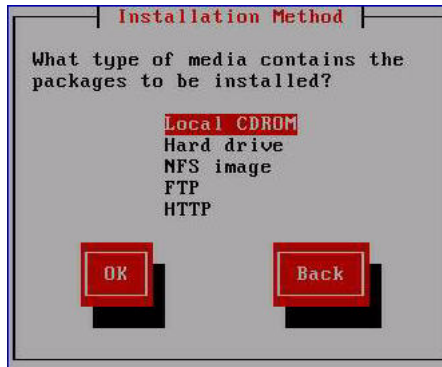 Installation Method
What type of media contains the
packages to be installed?
Local CDROM
Hard drive
NFS image
FTP
HTTP
OK Back